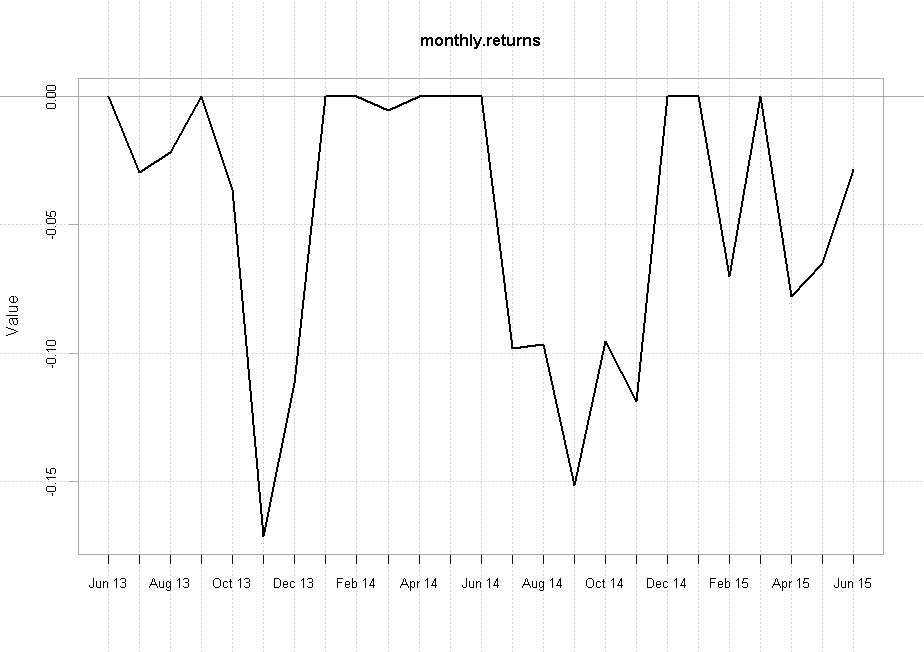 monthly.returns
Value
0.00
-0.05
-0.10
-0.15
Jun 13 Aug 13 Oct 13 Dec 13 Feb 14 Apr 14 Jun 14 Aug 14 Oct 14 Dec 14 Feb 15 Apr 15 Jun 15